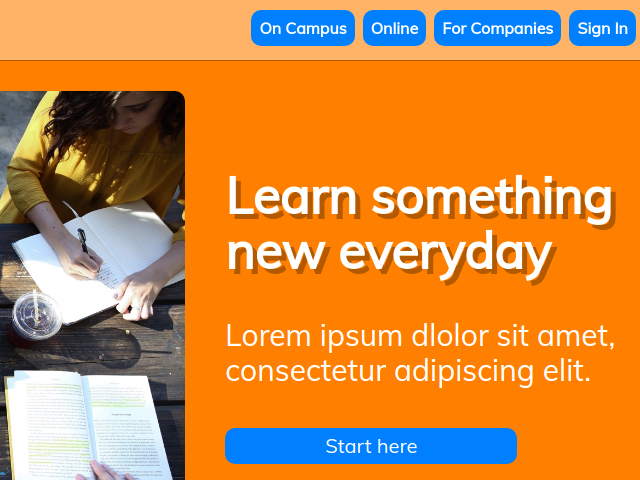 On Campus Online For Companies Sign In
Learn something
new everyday
Lorem ipsum dlolor sit amet,
consectetur adipiscing elit.
Start here